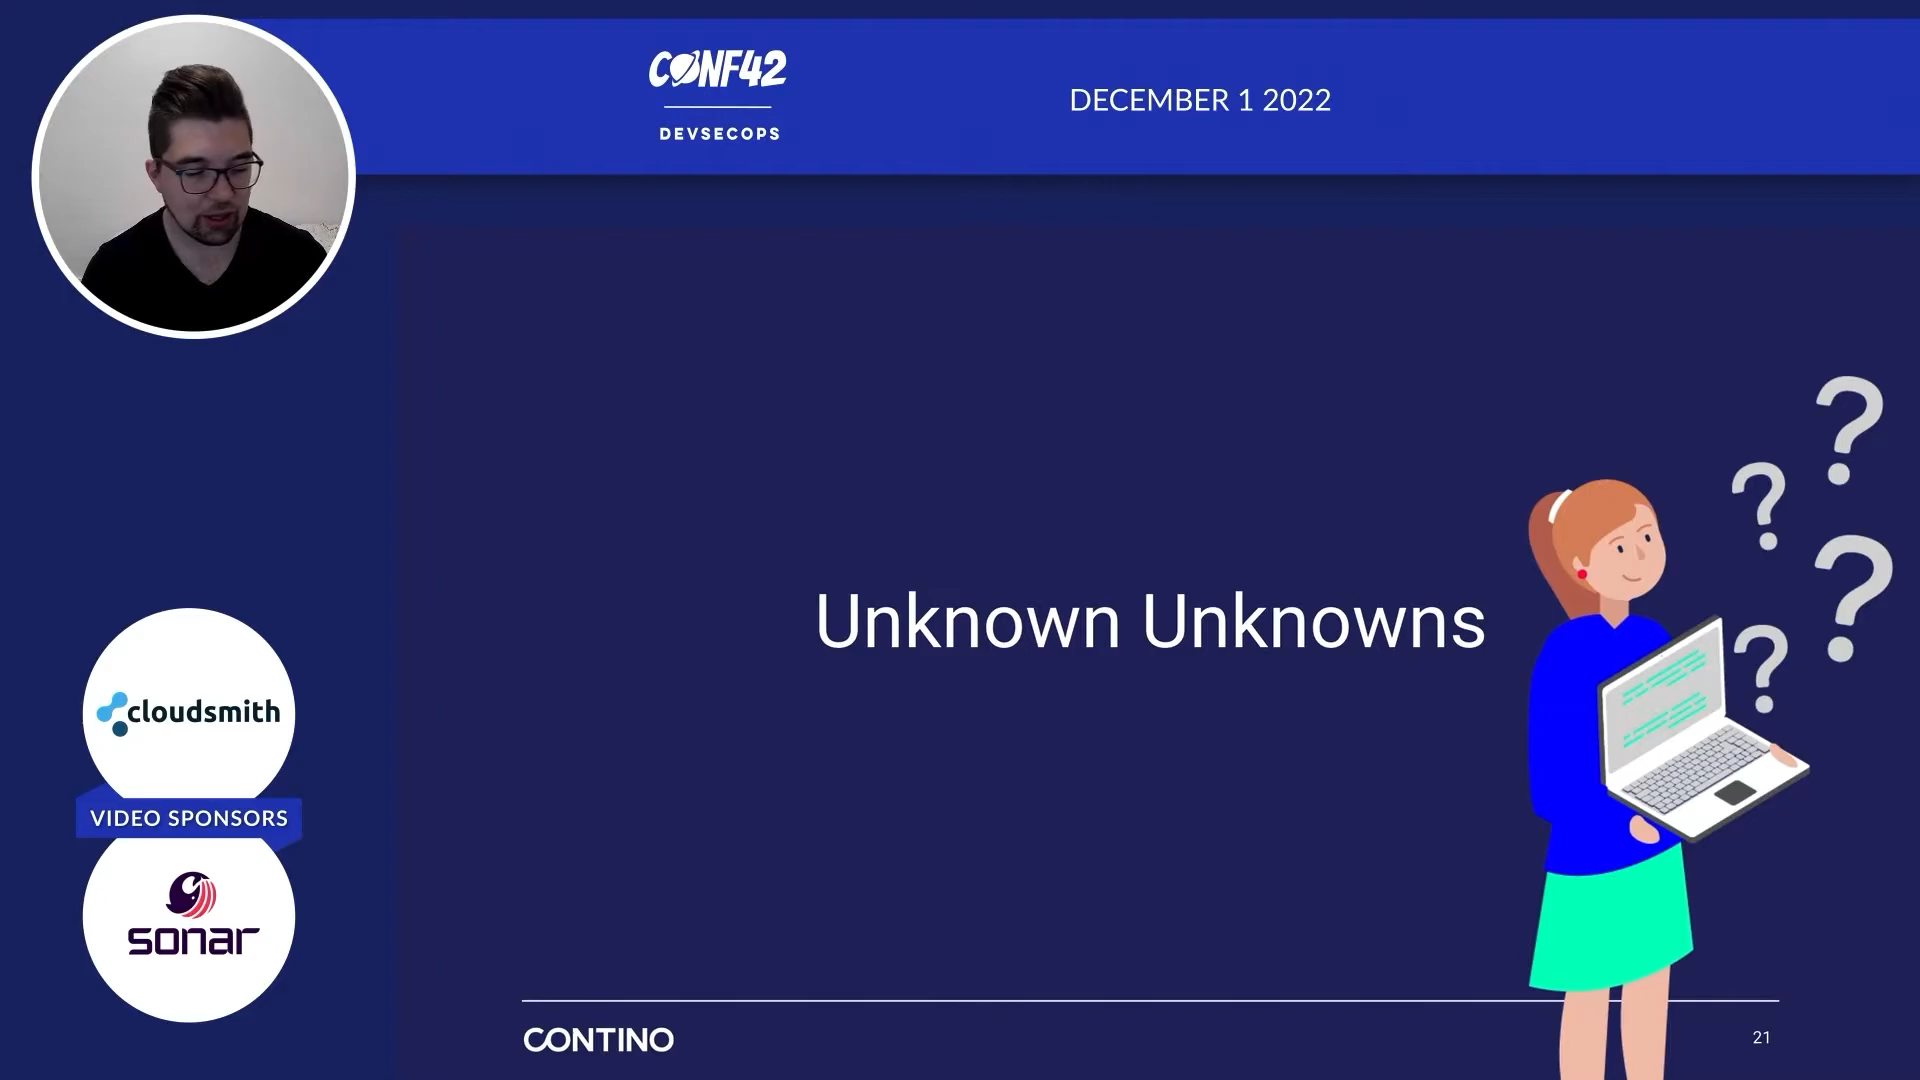 CONF42
DEVSECOPS
DECEMBER 1 2022
Unknown Unknowns
?
?
?
?
cloudsmith
VIDEO SPONSORS
sonar
CONTINO
21